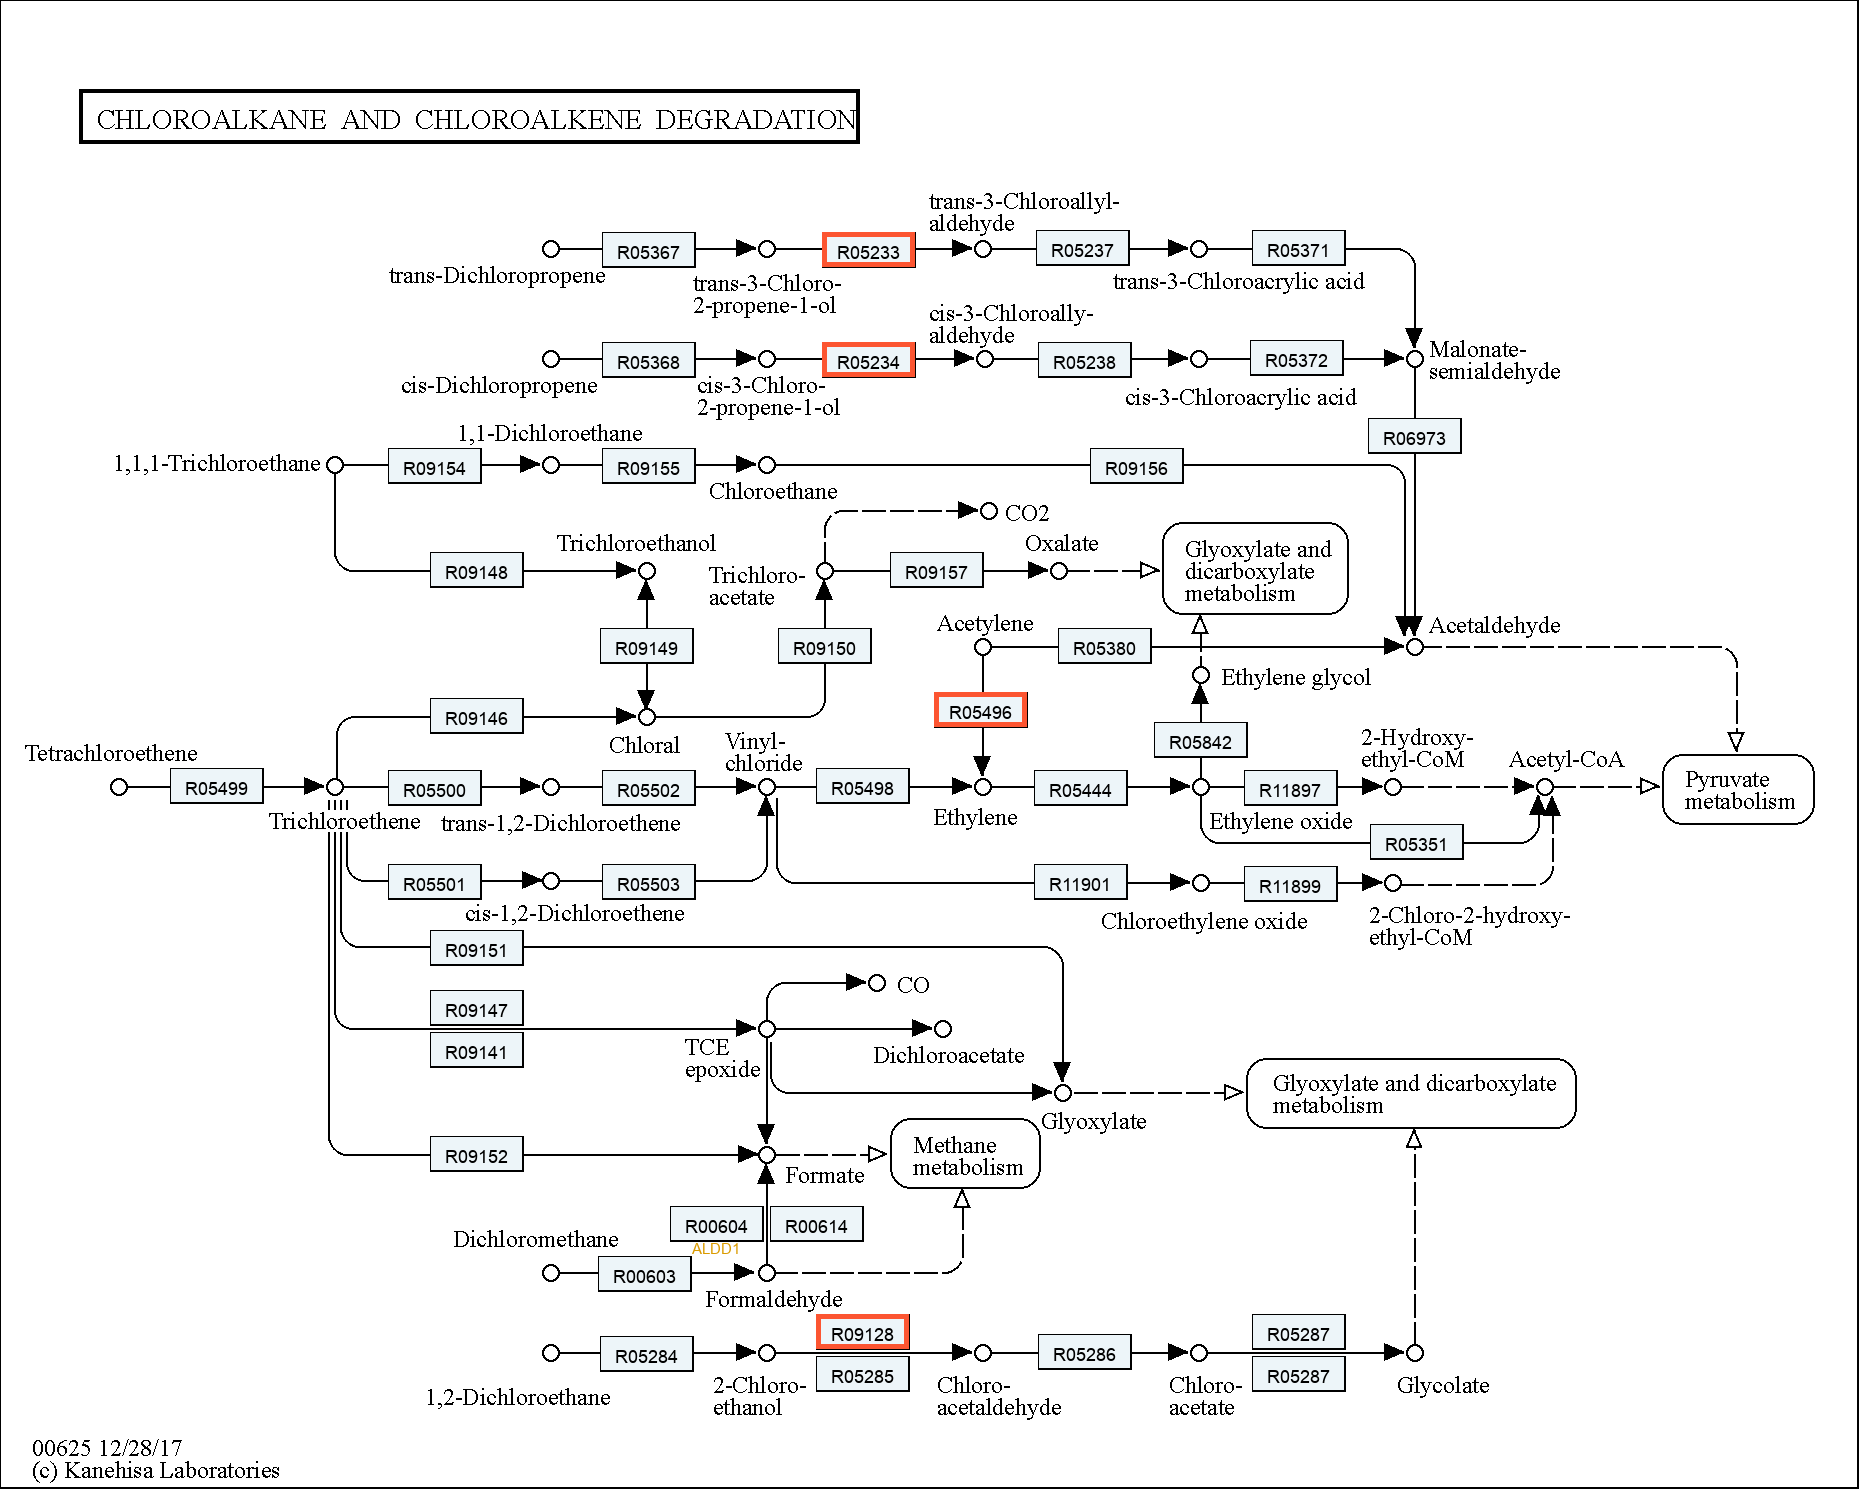 CHLOROALKANE AND CHLOROALKENE DEGRADATION
trans-3-Chloroallyl-
aldehyde
R05367
R05233
R05237
R05371
trans-Dichloropropene
trans-3-Chloro-
2-propene-1-ol
trans-3-Chloroacrylic acid
cis-3-Chloroally-
aldehyde
R05368
R05234
R05238
R05372
Malonate-
semialdehyde
cis-Dichloropropene
cis-3-Chloro-
2-propene-1-ol
cis-3-Chloroacrylic acid
R06973
1,1-Dichloroethane
1,1,1-Trichloroethane
R09154
R09155
R09156
Chloroethane
CO2
Trichloroethanol
Oxalate
Glyoxylate and
dicarboxylate
metabolism
R09148
Trichloro-
acetate
R09157
Acetylene
Acetaldehyde
R09149
R09150
R05380
Ethylene glycol
R09146
R05496
Chloral
Vinyl-
chloride
R05842
2-Hydroxy-
ethyl-CoM
Acetyl-CoA
Tetrachloroethene
R05499
R05500
R05502
R05498
R05444
R11897
Pyruvate
metabolism
Trichloroethene
trans-1,2-Dichloroethene
Ethylene
Ethylene oxide
R05351
R05501
R05503
R11901
R11899
cis-1,2-Dichloroethene
Chloroethylene oxide
2-Chloro-2-hydroxy-
ethyl-CoM
R09151
CO
R09147
R09141
TCE
epoxide
Dichloroacetate
Glyoxylate and dicarboxylate
metabolism
Glyoxylate
R09152
Methane
metabolism
Formate
R00604
R00614
ALDD1
Dichloromethane
R00603
Formaldehyde
R09128
R05287
R05284
R05285
R05286
R05287
1,2-Dichloroethane
2-Chloro-
ethanol
Chloro-
acetaldehyde
Chloro-
acetate
Glycolate
00625 12/28/17
(c) Kanehisa Laboratories